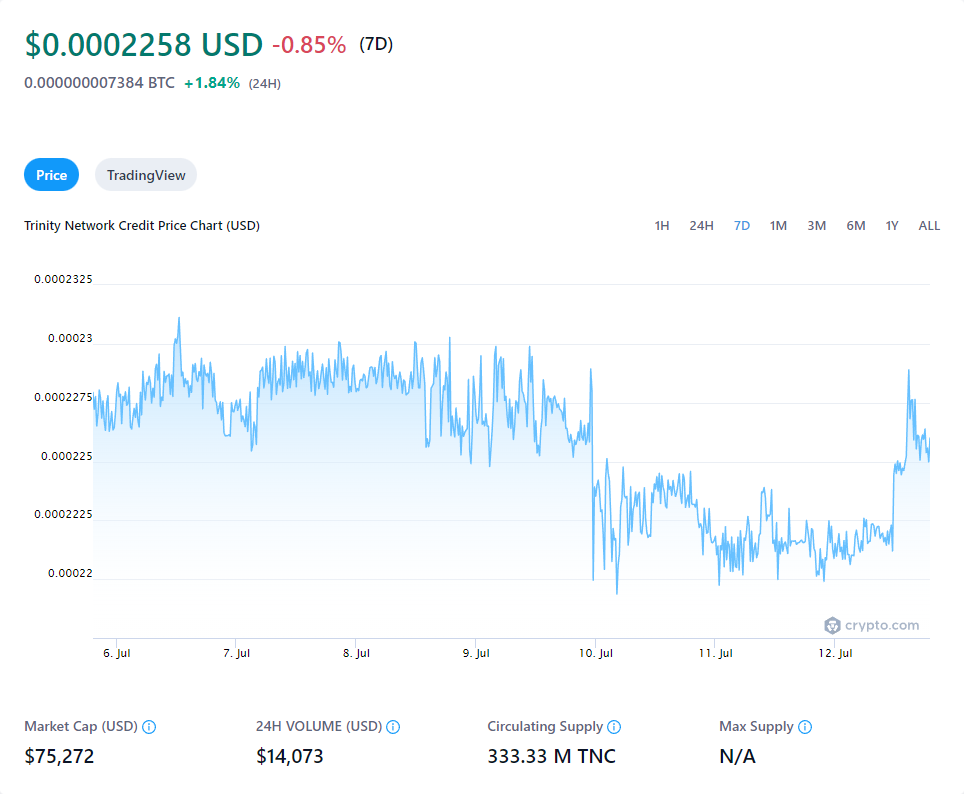 $0.0002258 USD -0.85% (7D)
0.000000007384 BTC +1.84% (24H)
Price TradingView
Trinity Network Credit Price Chart (USD) 1H 24H 7D 1M 3M 6M 1Y ALL
0.0002325
0.00023
0.0002275
0.000225
0.0002225
0.00022
crypto.com
6. Jul 7. Jul 8. Jul 9. Jul 10. Jul 11. Jul 12. Jul
Market Cap (USD) 24H VOLUME (USD) Circulating Supply Max Supply
$75,272 $14,073 333.33 M TNC N/A